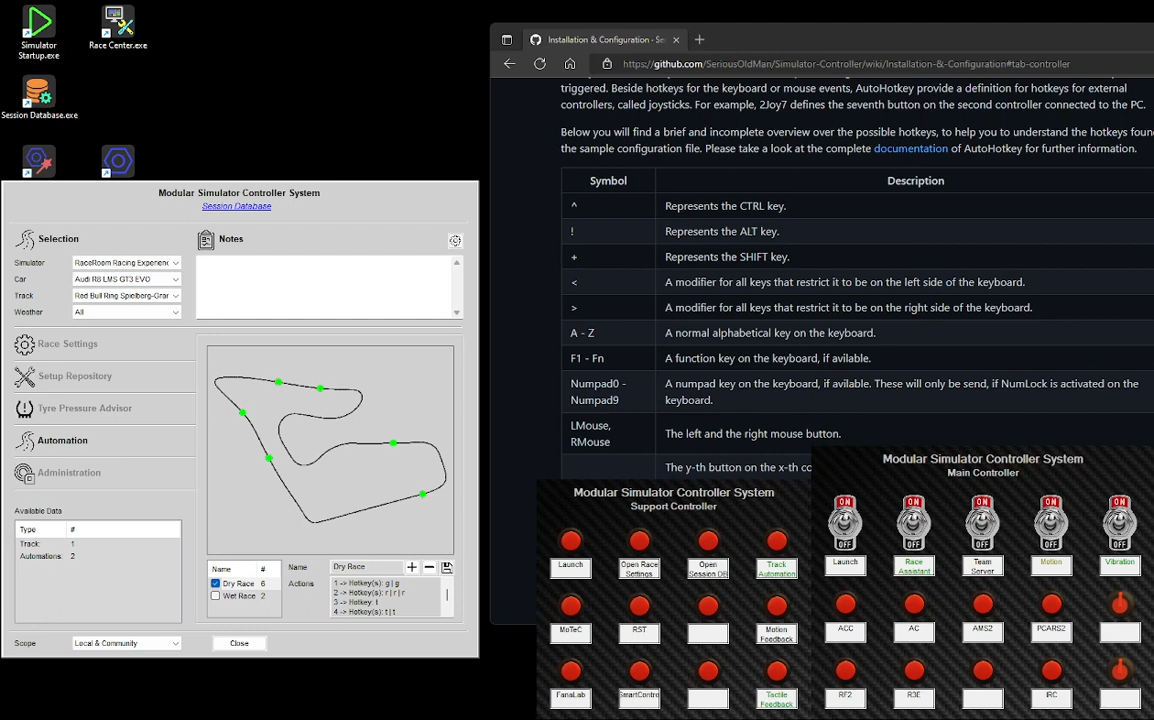 Simulator
Startup.exe
Race Center.exe
Session Database.exe
Installation & Configuration - Se
https://github.com/SeriousOldMan/Simulator-Controller/wiki/Installation-&-Configuration#tab-controller
triggered. Beside hotkeys for the keyboard or mouse events, AutoHotkey provide a definition for hotkeys for external
controllers, called joysticks. For example, 2Joy7 defines the seventh button on the second controller connected to the PC.
Below you will find a brief and incomplete overview over the possible hotkeys, to help you to understand the hotkeys foun
the sample configuration file. Please take a look at the complete documentation of AutoHotkey for further information.
Symbol Description
^ Represents the CTRL key.
! Represents the ALT key.
+ Represents the SHIFT key.
< A modifier for all keys that restrict it to be on the left side of the keyboard.
> A modifier for all keys that restrict it to be on the right side of the keyboard.
A - Z A normal alphabetical key on the keyboard.
F1 - Fn A function key on the keyboard, if avilable.
Numpad0 - A numpad key on the keyboard, if avilable. These will only be send, if NumLock is activated on the
Numpad9 keyboard.
LMouse,
RMouse The left and the right mouse button.
The y-th button on the x-th co
Modular Simulator Controller System
Session Database
Selection
Notes
Simulator RaceRoom Racing Experienc
Car Audi R8 LMS GT3 EVO
Track Red Bull Ring Spielberg-Grar
Weather All
Race Settings
Setup Repository
Tyre Pressure Advisor
Automation
Administration
Available Data
Type #
Track: 1
Automations: 2
Name #
Dry Race 6
Wet Race 2
Name Dry Race
Actions
1 -> Hotkey(s): g | g
2 -> Hotkey(s): r | r | r
3 -> Hotkey: t
4 -> Hotkey(s): t | t
Scope Local & Community
Close
Modular Simulator Controller System
Support Controller
Launch
Open Race
Settings
Open
Session DB
Track
Automation
MoTeC
RST
Motion
Feedback
FanaLab
SmartContro
Tactile
Feedback
Modular Simulator Controller System
Main Controller
ON ON ON ON ON
OFF OFF OFF OFF OFF
Launch
Race
Assistant
Team
Server
Motion
Vibration
ACC AC AMS2 PCARS2
RF2 R3E IRC